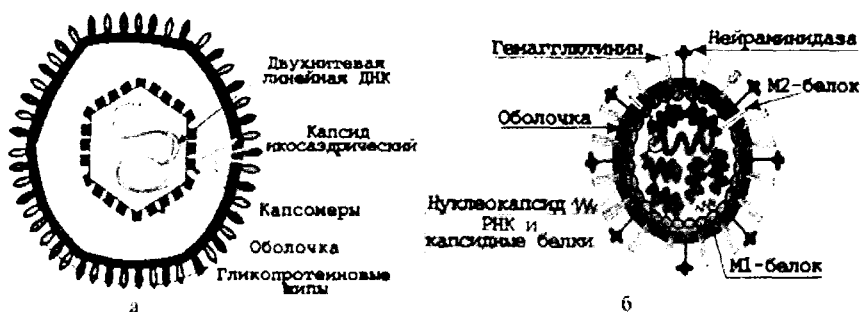 Двухнитевая
линейная ДНК
Капсид
икосаэдрический
Капсомеры
Оболочка
Гликопротеиновые
шипы
а
Гемагглютинин
Нейраминидаза
М2-белок
Оболочка
Нуклеокапсид
РНК и
капсидные белки
М1-белок
б